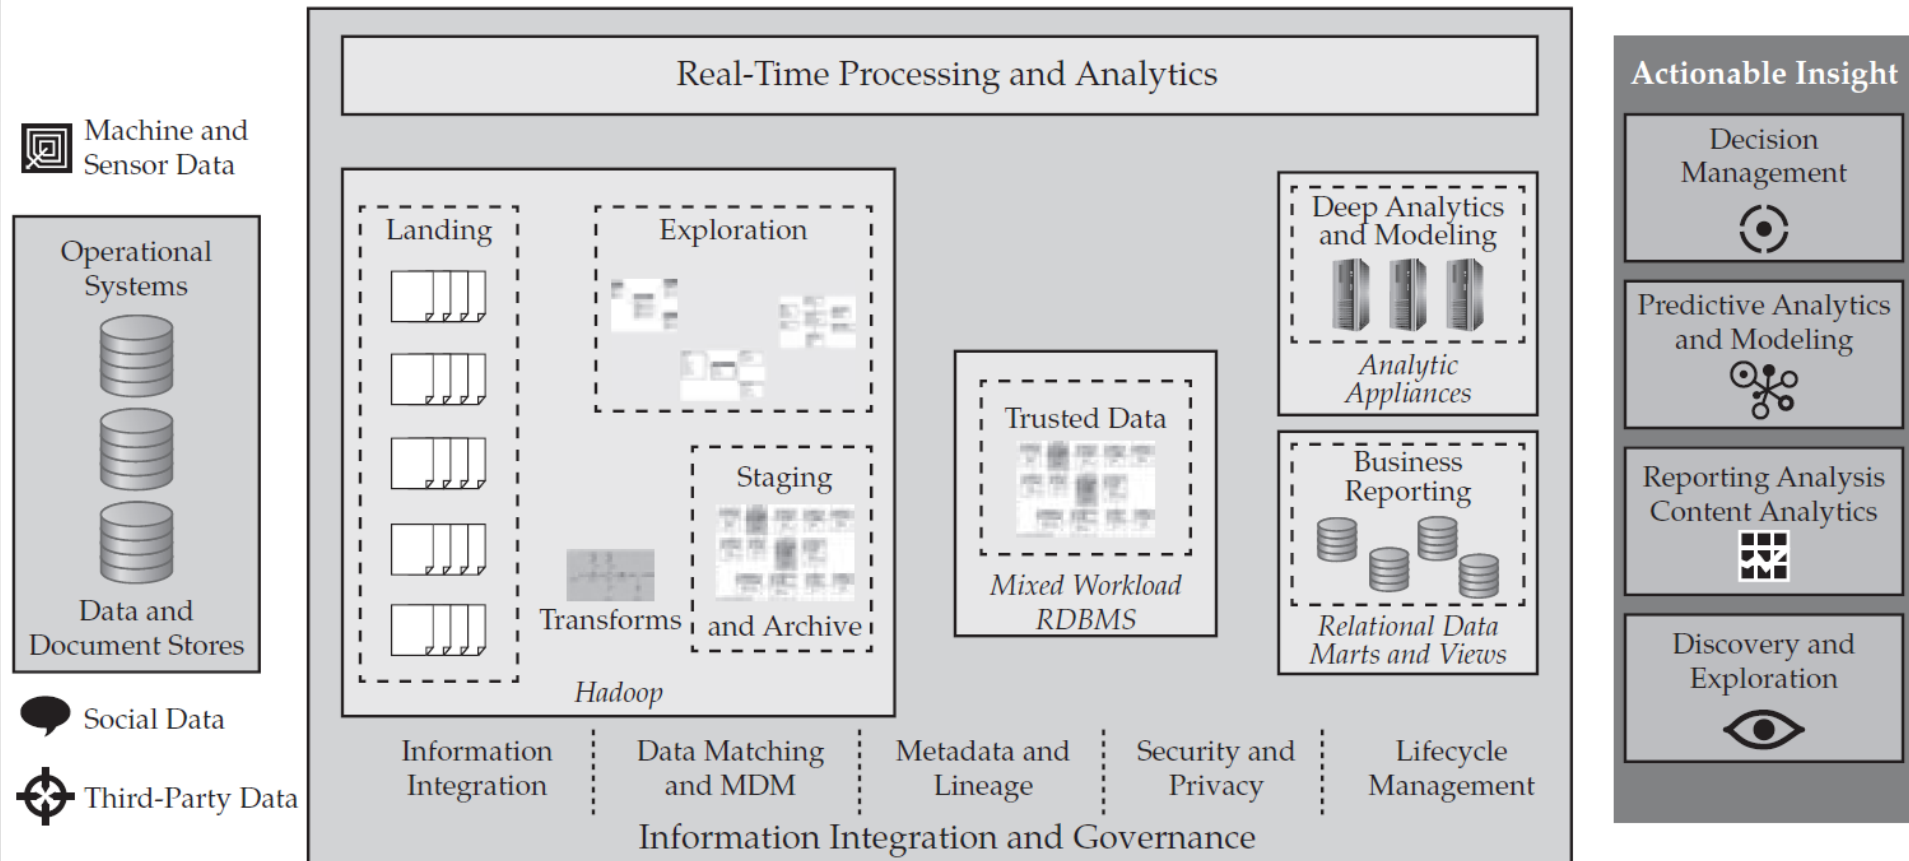 Machine and
Sensor Data
Operational
Systems
Data and
Document Stores
Social Data
Third-Party Data
Real-Time Processing and Analytics
Landing
Exploration
Transforms
Staging
and Archive
Hadoop
Trusted Data
Mixed Workload
RDBMS
Deep Analytics
and Modeling
Analytic
Appliances
Business
Reporting
Relational Data
Marts and Views
Information
Integration
Data Matching
and MDM
Metadata and
Lineage
Security and
Privacy
Lifecycle
Management
Information Integration and Governance
Actionable Insight
Decision
Management
Predictive Analytics
and Modeling
Reporting Analysis
Content Analytics
Discovery and
Exploration